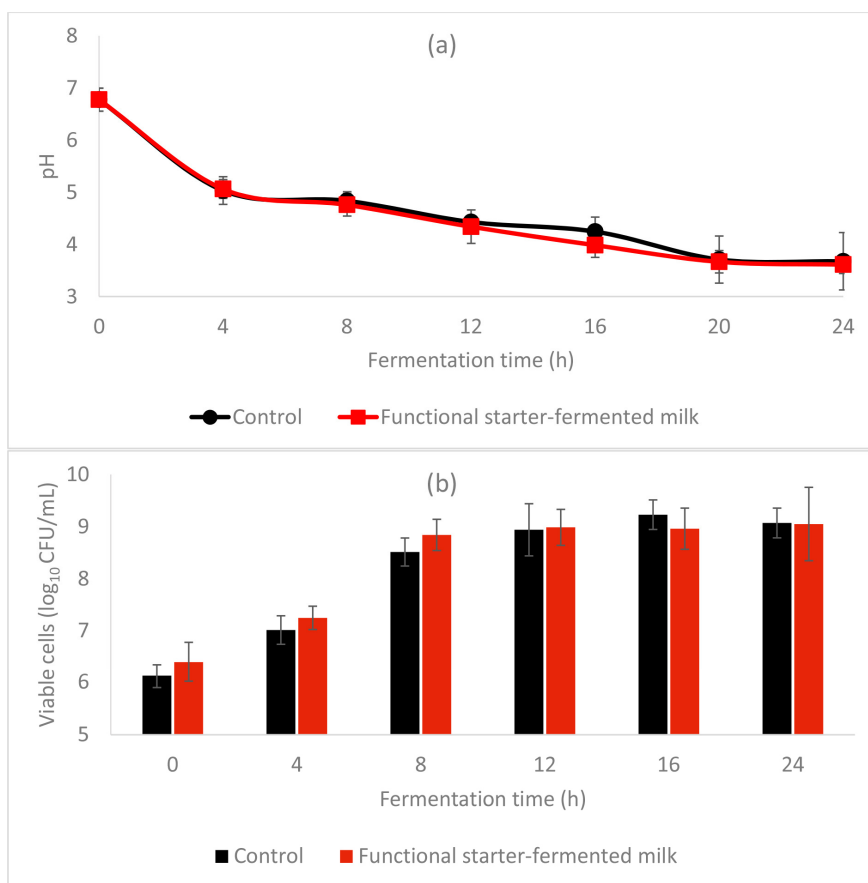 (a)
8
7
6
5
4
3
pH
0 4 8 12 16 20 24
Fermentation time (h)
Control Functional starter-fermented milk
(b)
10
9
8
7
6
5
Viable cells (log₁₀ CFU/mL)
0 4 8 12 16 24
Fermentation time (h)
Control Functional starter-fermented milk